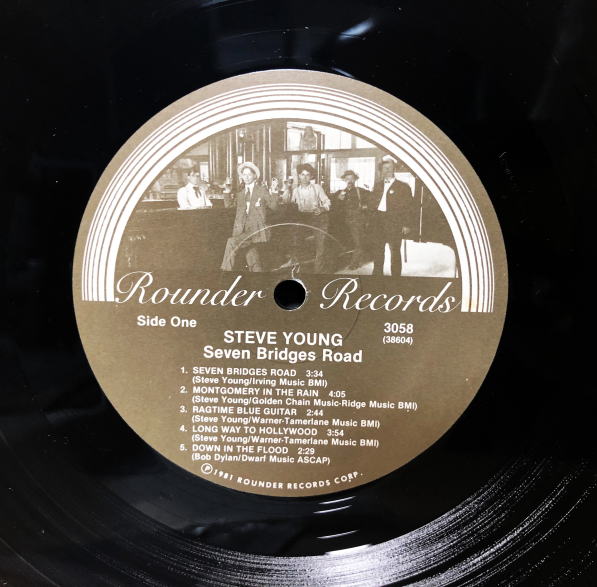 Rounder Records
Side One
3058
(38604)
STEVE YOUNG
Seven Bridges Road
1. SEVEN BRIDGES ROAD 3:34
(Steve Young/Irving Music BMI)
2. MONTGOMERY IN THE RAIN 4:05
(Steve Young/Golden Chain Music-Ridge Music BMI)
3. RAGTIME BLUE GUITAR 2:44
(Steve Young/Warner-Tamerlane Music BMI)
4. LONG WAY TO HOLLYWOOD 3:54
(Steve Young/Warner-Tamerlane Music BMI)
5. DOWN IN THE FLOOD 2:29
(Bob Dylan/Dwarf Music ASCAP)
℗ 1981 ROUNDER RECORDS CORP.